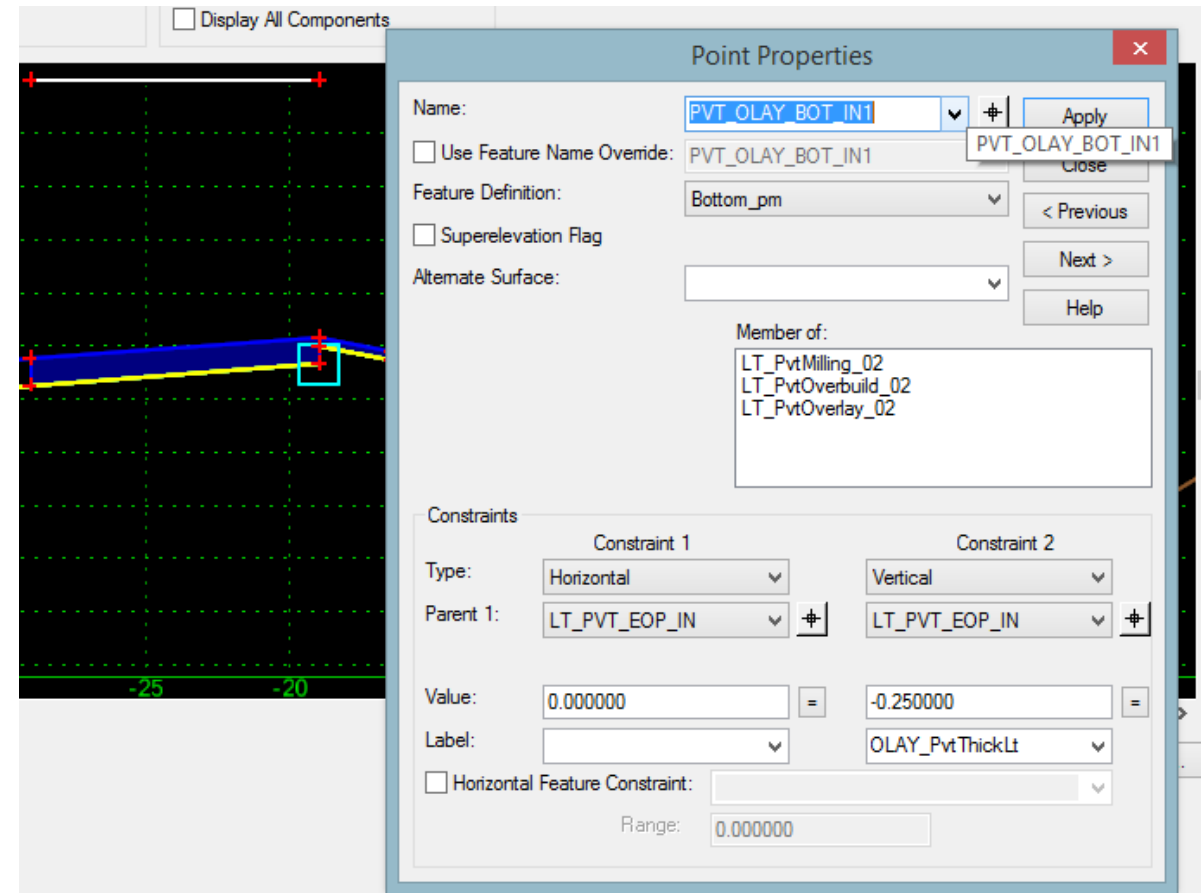 Display All Components
Point Properties
Name:
PVT_OLAY_BOT_IN1
Apply
PVT_OLAY_BOT_IN1
Use Feature Name Override:
PVT_OLAY_BOT_IN1
Close
Feature Definition:
Bottom_pm
< Previous
Superelevation Flag
Next >
Alternate Surface:
Help
Member of:
LT_PvtMilling_02
LT_PvtOverbuild_02
LT_PvtOverlay_02
Constraints
Constraint 1
Constraint 2
Type:
Horizontal
Vertical
Parent 1:
LT_PVT_EOP_IN
LT_PVT_EOP_IN
-25
-20
Value:
0.000000
=
-0.250000
=
Label:
OLAY_PvtThickLt
Horizontal Feature Constraint:
Range:
0.000000